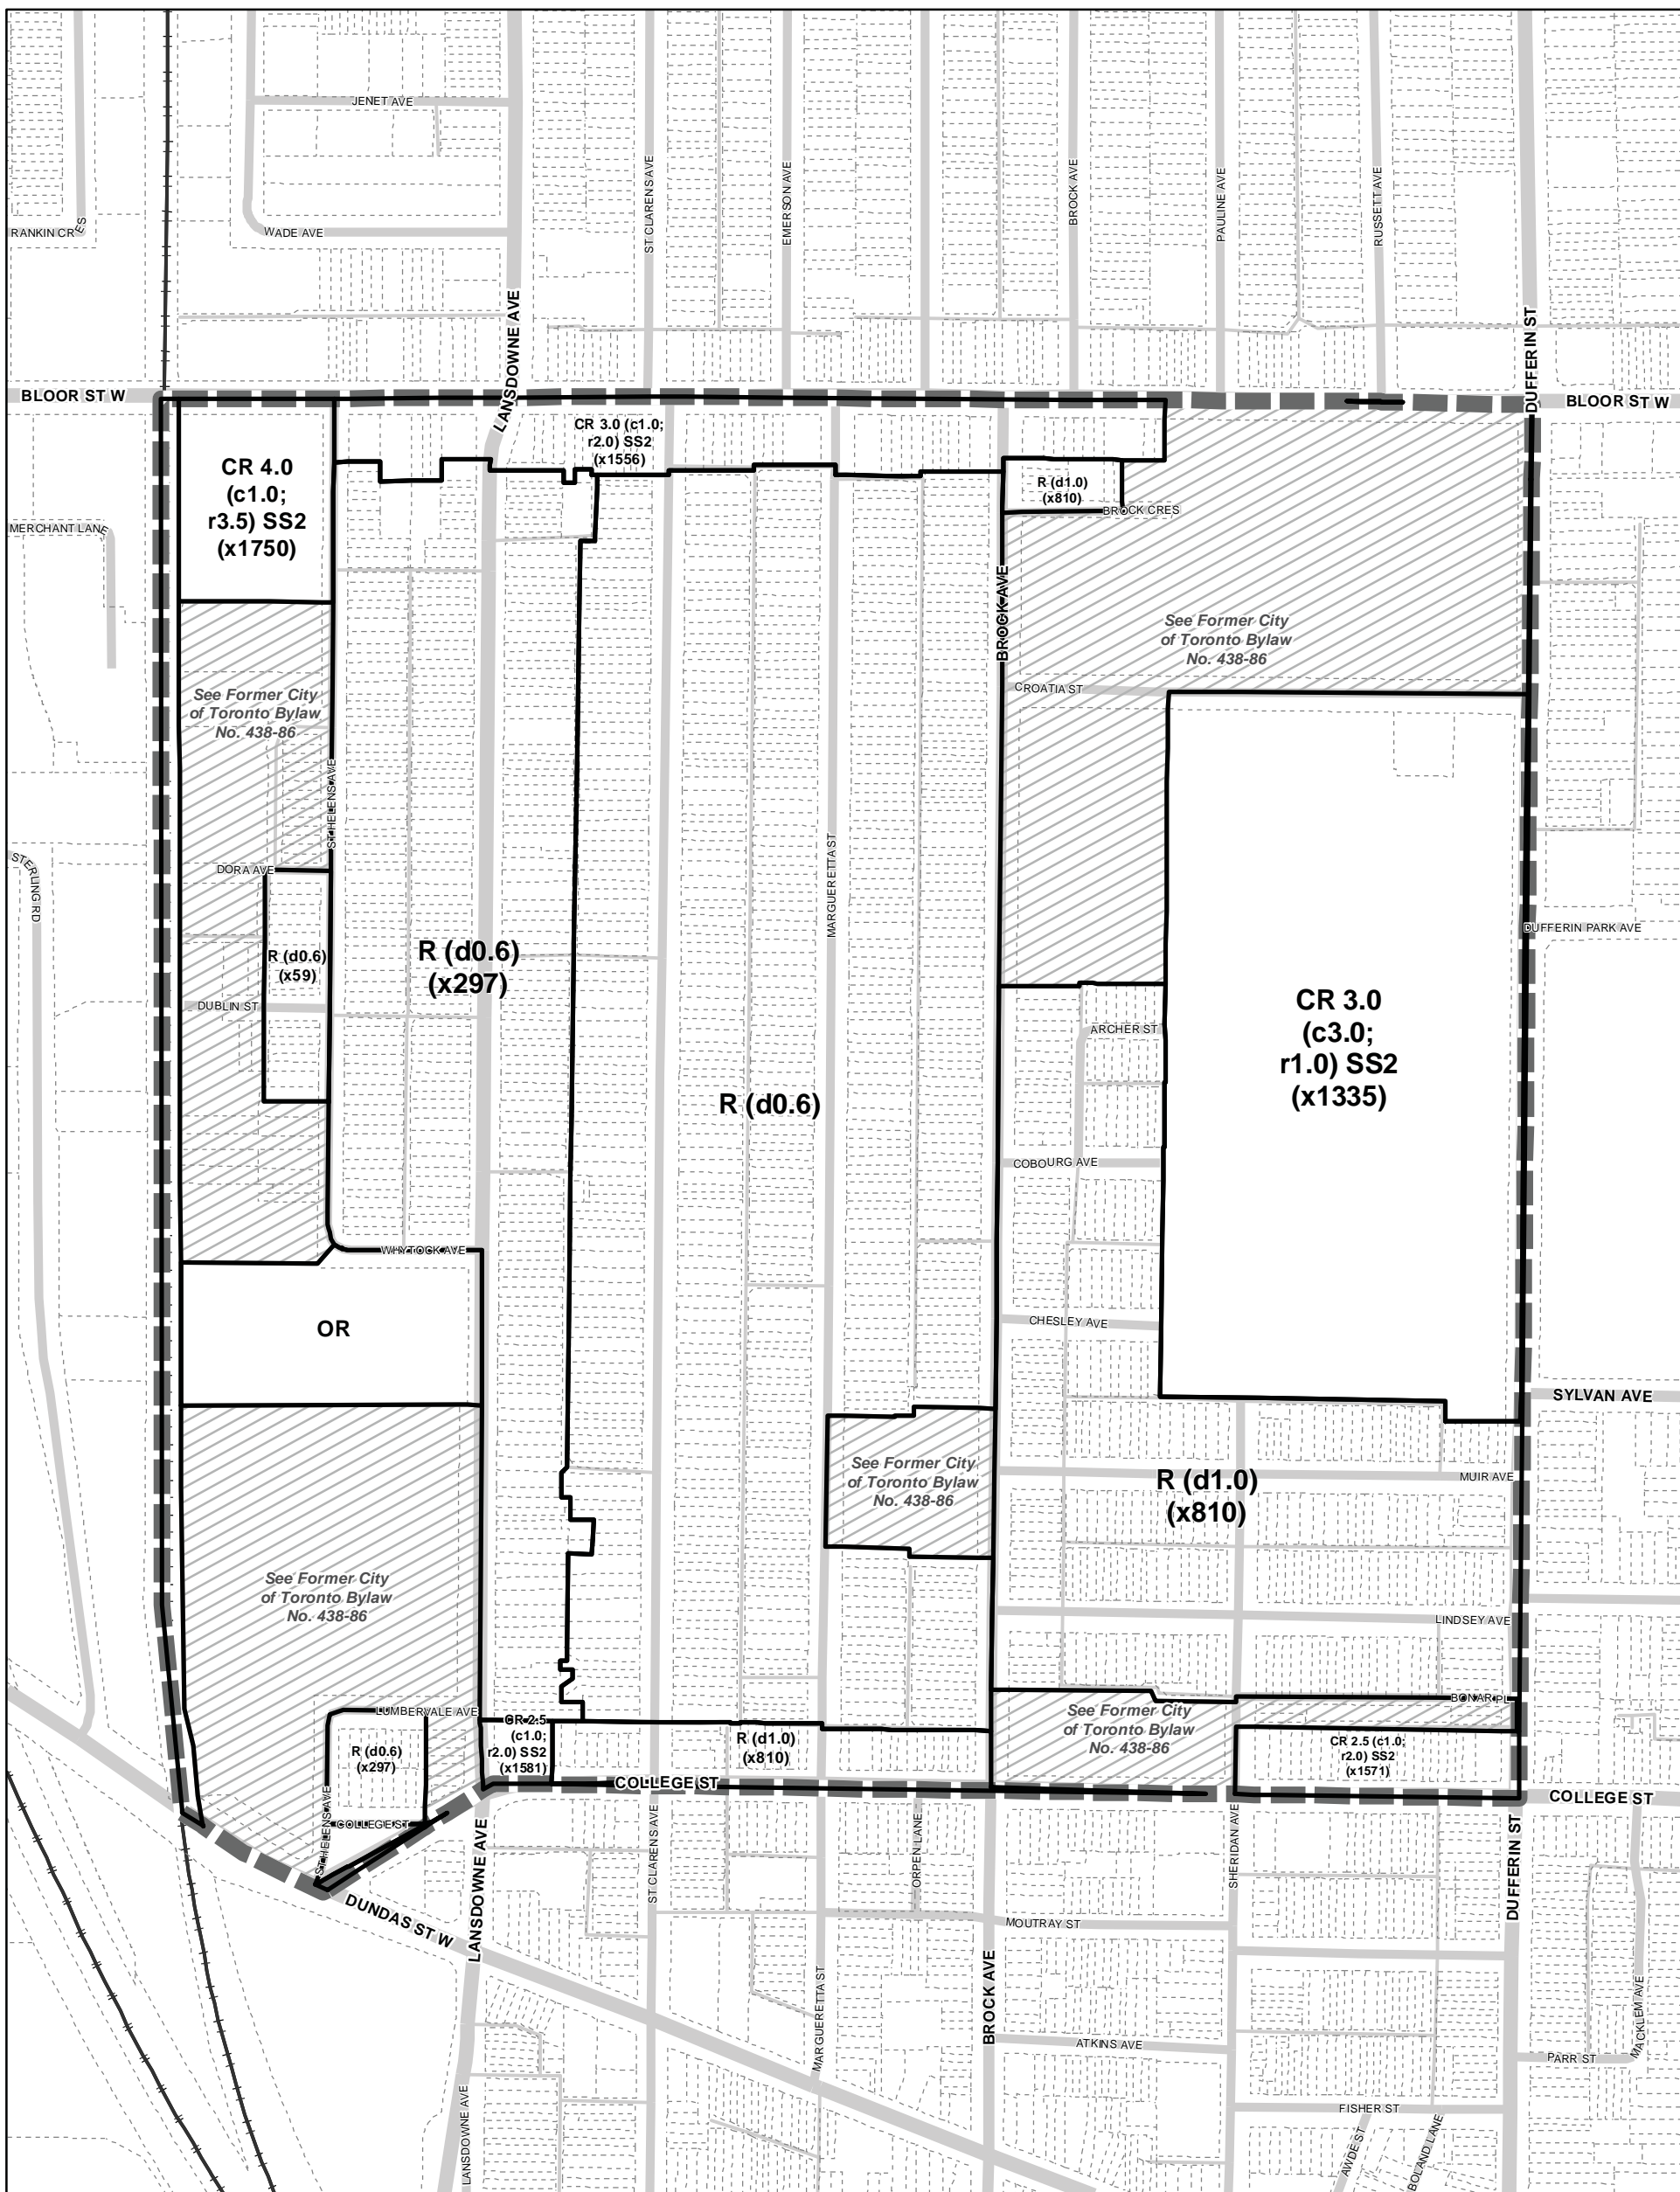 JENET AVE
RANKIN CRES
WADE AVE
ST CLARENS AVE
EMERSON AVE
BROCK AVE
PAULINE AVE
RUSSETT AVE
LANSDOWNE AVE
DUFFERIN ST
BLOOR ST W
BLOOR ST W
CR 3.0 (c1.0;
r2.0) SS2
(x1556)
CR 4.0
(c1.0;
r3.5) SS2
(x1750)
R (d1.0)
(x810)
BROCK CRES
MERCHANT LANE
BROCK AVE
See Former City
of Toronto Bylaw
No. 438-86
CROATIA ST
See Former City
of Toronto Bylaw
No. 438-86
ST HELENS AVE
STERLING RD
DORA AVE
MARGUERETTA ST
DUFFERIN PARK AVE
R (d0.6)
(x59)
R (d0.6)
(x297)
DUBLIN ST
CR 3.0
(c3.0;
r1.0) SS2
(x1335)
ARCHER ST
R (d0.6)
COBOURG AVE
WHYTOCK AVE
OR
CHESLEY AVE
SYLVAN AVE
See Former City
of Toronto Bylaw
No. 438-86
MUIR AVE
R (d1.0)
(x810)
See Former City
of Toronto Bylaw
No. 438-86
LINDSEY AVE
BONAR PL
LUMBERVALE AVE
CR 2.5
(c1.0;
r2.0) SS2
(x1581)
See Former City
of Toronto Bylaw
No. 438-86
R (d0.6)
(x297)
R (d1.0)
(x810)
CR 2.5 (c1.0;
r2.0) SS2
(x1571)
COLLEGE ST
COLLEGE ST
COLLEGE ST
ST HELENS AVE
LANSDOWNE AVE
ST CLARENS AVE
ORPEN LANE
SHERIDAN AVE
DUFFERIN ST
DUNDAS ST W
MOUTRAY ST
BROCK AVE
MARGUERETTA ST
MACKLEM AVE
ATKINS AVE
PARR ST
LANSDOWNE AVE
FISHER ST
AWDE ST
BOLAND LANE